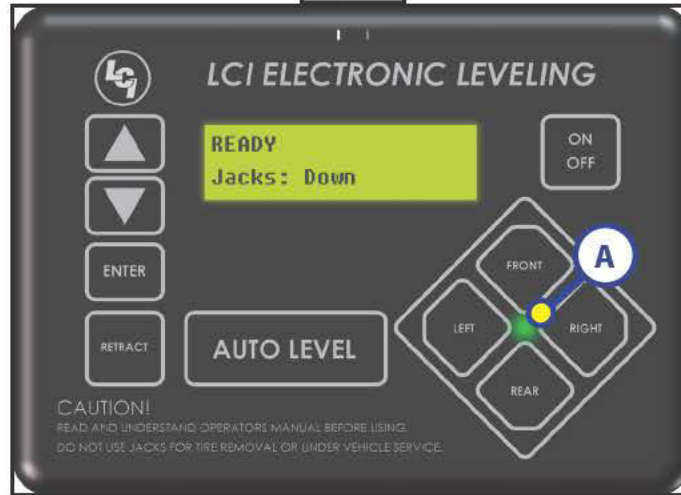 LCI
LCI ELECTRONIC LEVELING
READY
Jacks: Down
ON
OFF
ENTER
FRONT
A
LEFT
RIGHT
RETRACT
AUTO LEVEL
REAR
CAUTION!
READ AND UNDERSTAND OPERATORS MANUAL BEFORE USING.
DO NOT USE JACKS FOR TIRE REMOVAL OR UNDER VEHICLE SERVICE.